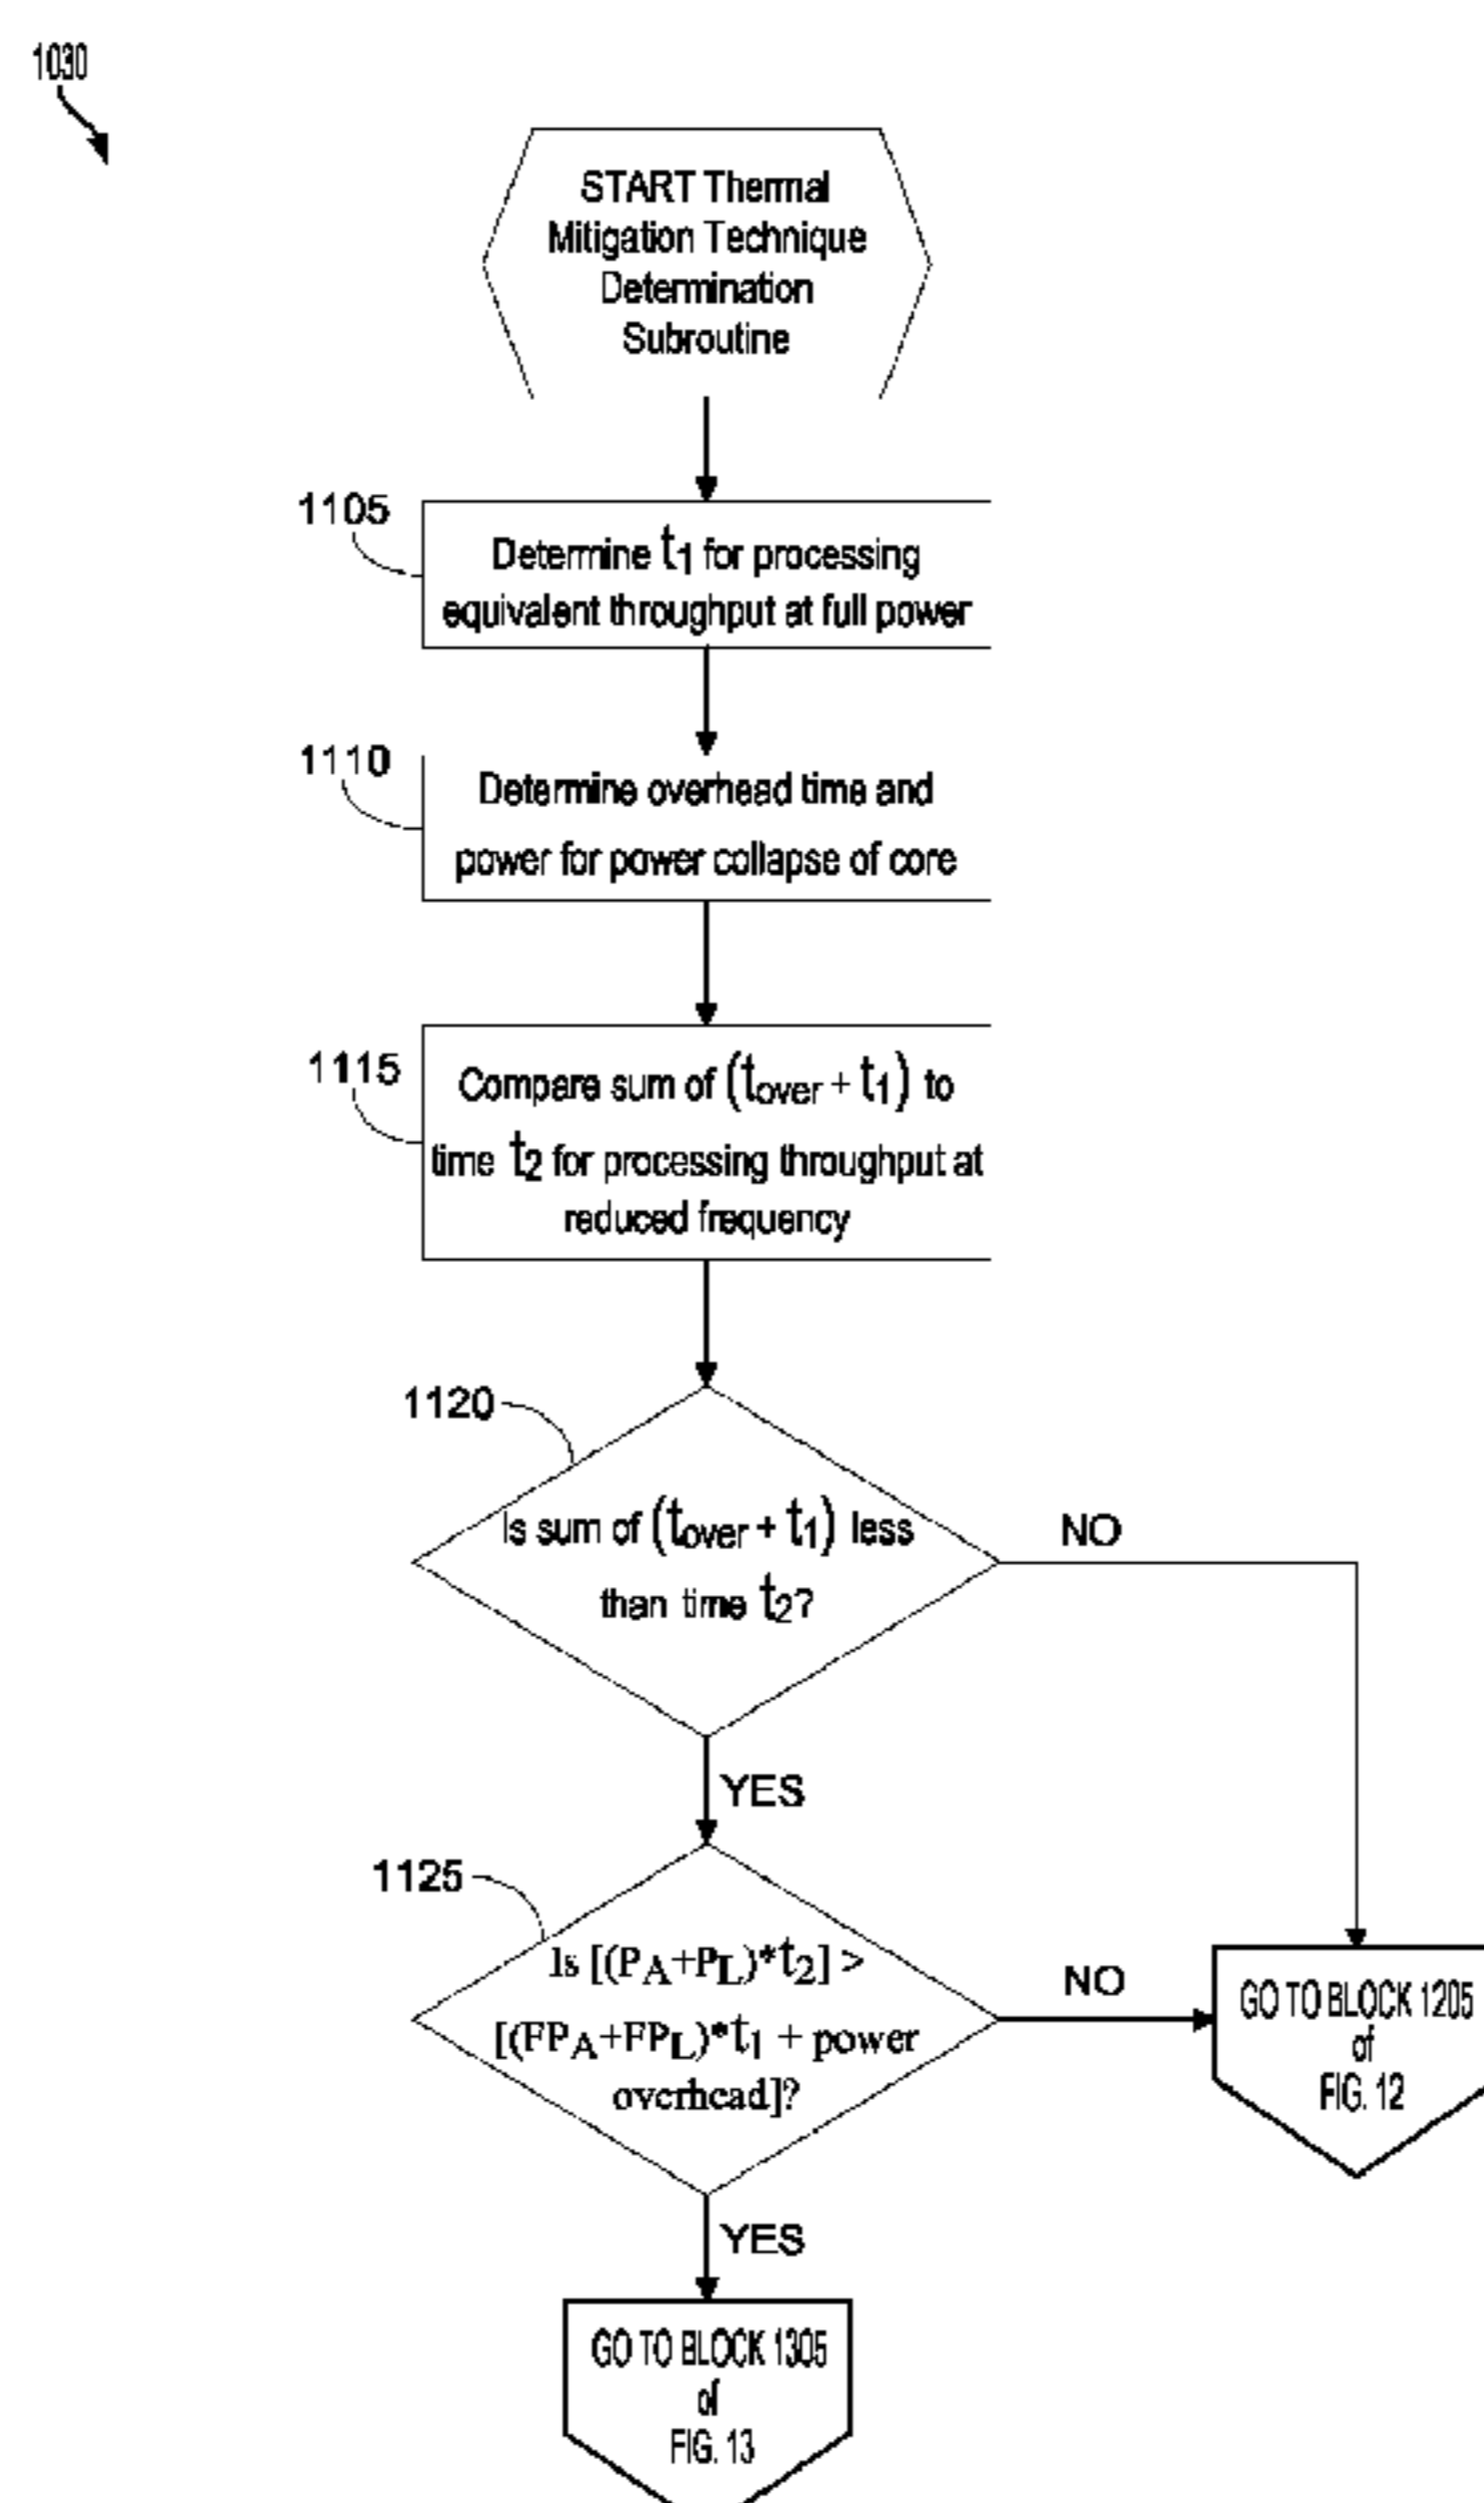 1030
START Thermal
Mitigation Technique
Determination
Subroutine
1105
Determine t1 for processing
equivalent throughput at full power
1110
Determine overhead time and
power for power collapse of core
1115
Compare sum of (tover + t1) to
time t2 for processing throughput at
reduced frequency
1120
Is sum of (tover + t1) less
than time t2?
NO
YES
1125
Is [(PA+PL)*t2] >
[(FPA+FPL)*t1 + power
overhead]?
NO
GO TO BLOCK 1205
of
FIG. 12
YES
GO TO BLOCK 1305
of
FIG. 13